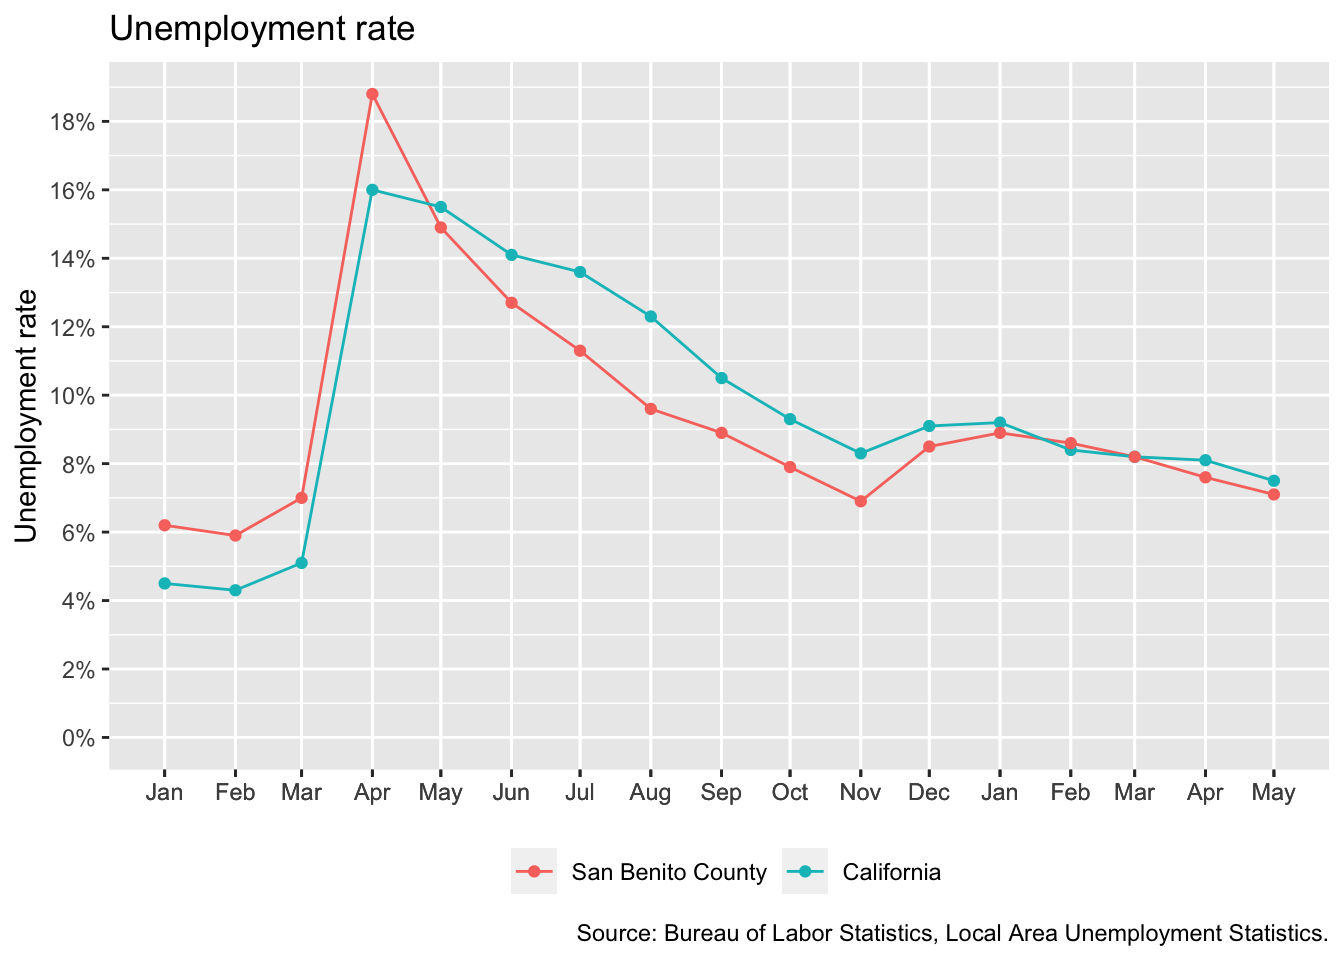 Unemployment rate
Unemployment rate
18%
16%
14%
12%
10%
8%
6%
4%
2%
0%
Jan Feb Mar Apr May Jun Jul Aug Sep Oct Nov Dec Jan Feb Mar Apr May
San Benito County California
Source: Bureau of Labor Statistics, Local Area Unemployment Statistics.